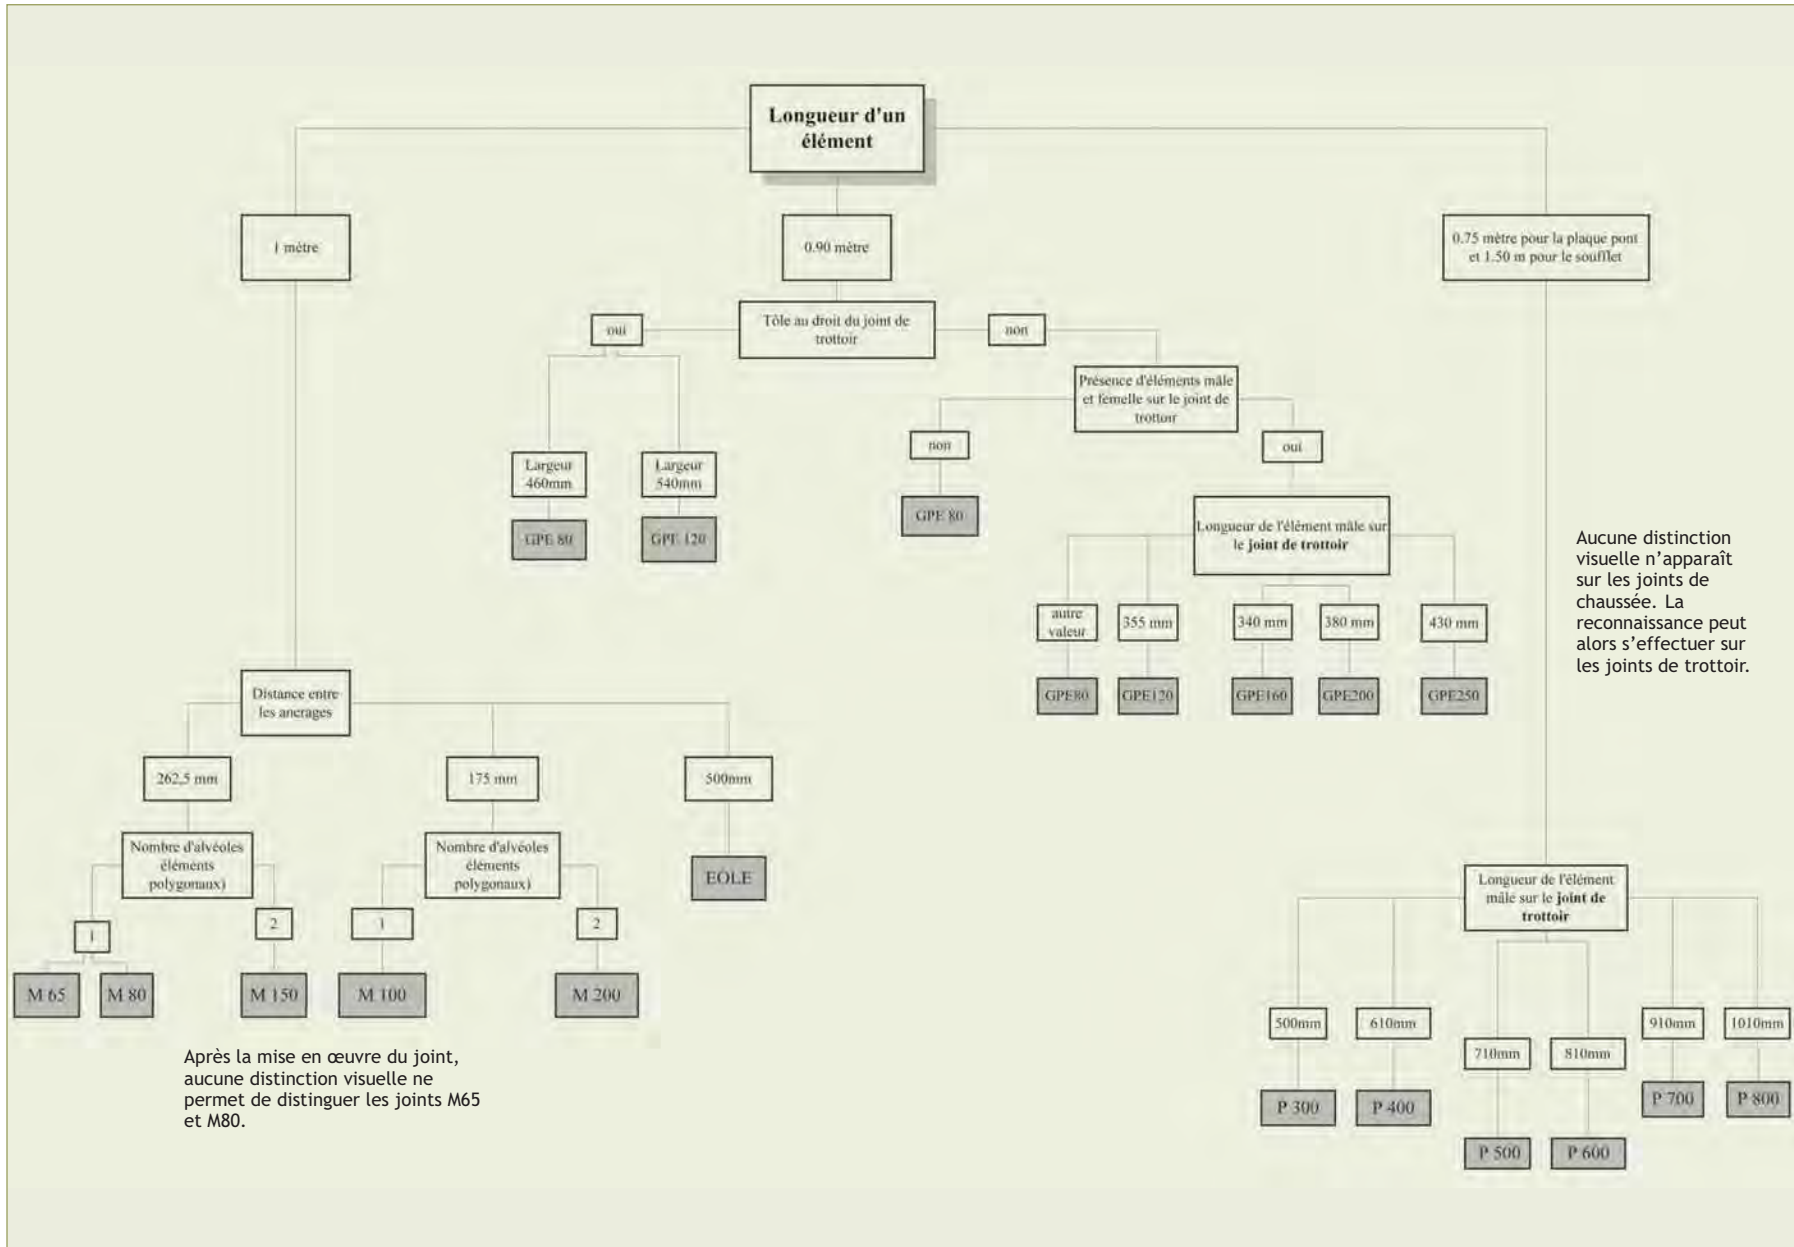 Longueur d'un
élément
1 mètre
0.90 mètre
0.75 mètre pour la plaque pont
et 1.50 m pour le soufflet
oui
Tôle au droit du joint de
trottoir
non
Présence d'éléments mâle
et femelle sur le joint de
trottoir
non
oui
Largeur
460mm
Largeur
540mm
GPE 80
GPE 120
GPE 80
Longueur de l'élément mâle sur
le joint de trottoir
autre
valeur
355 mm
340 mm
380 mm
430 mm
GPE80
GPE120
GPE160
GPE200
GPE250
Aucune distinction
visuelle n’apparaît
sur les joints de
chaussée. La
reconnaissance peut
alors s’effectuer sur
les joints de trottoir.
Distance entre
les ancrages
262,5 mm
175 mm
500mm
Nombre d'alvéoles
éléments
polygonaux)
Nombre d'alvéoles
éléments
polygonaux)
EOLE
1
2
1
2
M 65
M 80
M 150
M 100
M 200
Après la mise en œuvre du joint,
aucune distinction visuelle ne
permet de distinguer les joints M65
et M80.
Longueur de l'élément
mâle sur le joint de
trottoir
500mm
610mm
710mm
810mm
910mm
1010mm
P 300
P 400
P 500
P 600
P 700
P 800